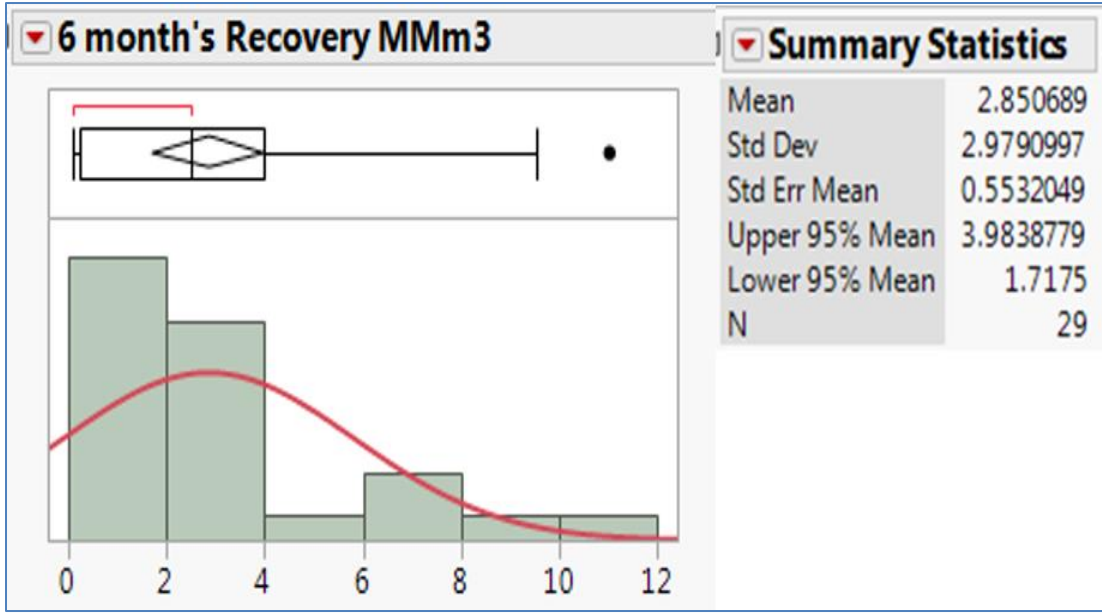 6 month's Recovery MMm3
0 2 4 6 8 10 12
Summary Statistics
Mean 2.850689
Std Dev 2.9790997
Std Err Mean 0.5532049
Upper 95% Mean 3.9838779
Lower 95% Mean 1.7175
N 29